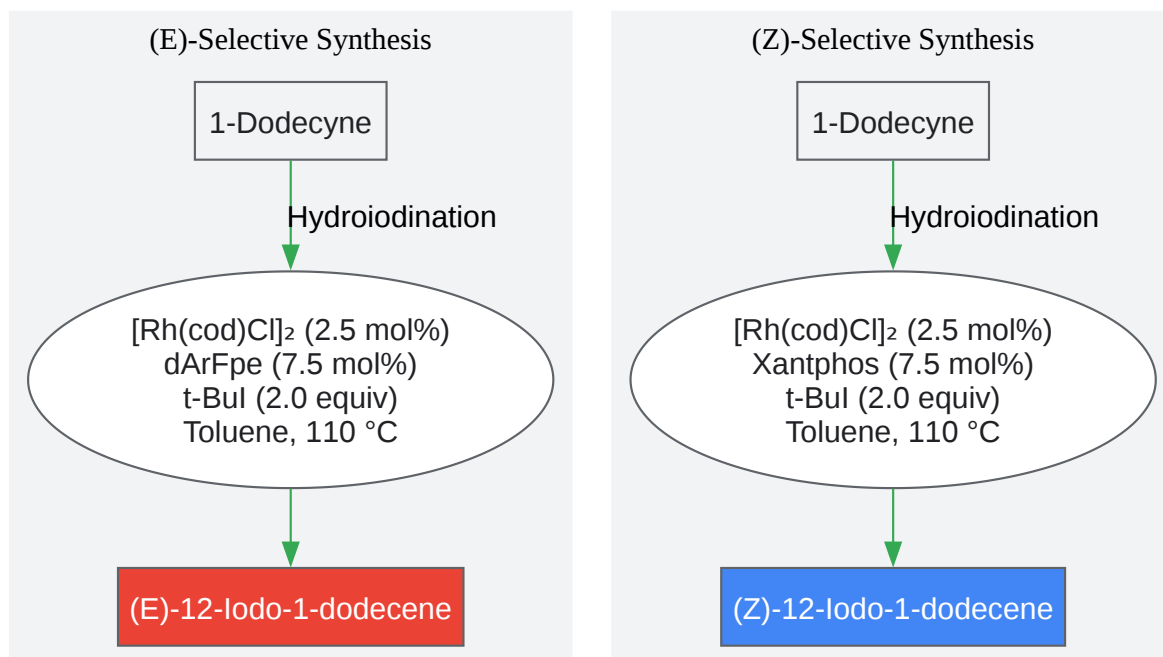 (E)-Selective Synthesis
1-Dodecyne
Hydroiodination
[Rh(cod)Cl]₂ (2.5 mol%)
dArFpe (7.5 mol%)
t-BuI (2.0 equiv)
Toluene, 110 °C
(E)-12-Iodo-1-dodecene
(Z)-Selective Synthesis
1-Dodecyne
Hydroiodination
[Rh(cod)Cl]₂ (2.5 mol%)
Xantphos (7.5 mol%)
t-BuI (2.0 equiv)
Toluene, 110 °C
(Z)-12-Iodo-1-dodecene